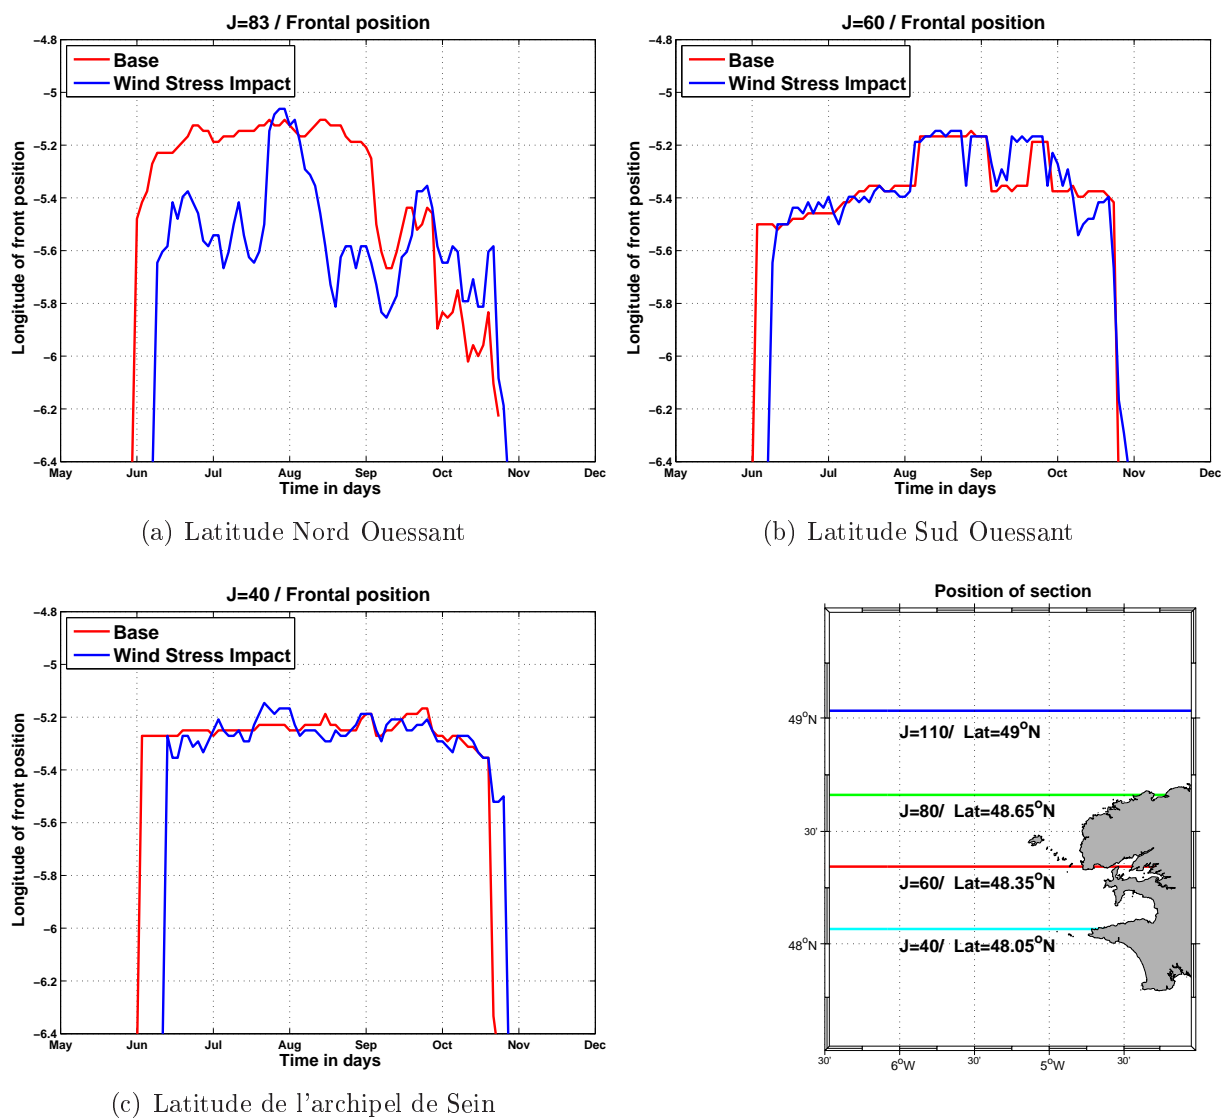 J=83 / Frontal position
Base
Wind Stress Impact
Longitude of front position
−4.8
−5
−5.2
−5.4
−5.6
−5.8
−6
−6.2
−6.4
May Jun Jul Aug Sep Oct Nov Dec
Time in days
(a) Latitude Nord Ouessant
J=60 / Frontal position
Base
Wind Stress Impact
Longitude of front position
−4.8
−5
−5.2
−5.4
−5.6
−5.8
−6
−6.2
−6.4
May Jun Jul Aug Sep Oct Nov Dec
Time in days
(b) Latitude Sud Ouessant
J=40 / Frontal position
Base
Wind Stress Impact
Longitude of front position
−4.8
−5
−5.2
−5.4
−5.6
−5.8
−6
−6.2
−6.4
May Jun Jul Aug Sep Oct Nov Dec
Time in days
(c) Latitude de l'archipel de Sein
Position of section
49°N
J=110/ Lat=49°N
J=80/ Lat=48.65°N
30'
J=60/ Lat=48.35°N
48°N
J=40/ Lat=48.05°N
30' 6°W 30' 5°W 30'